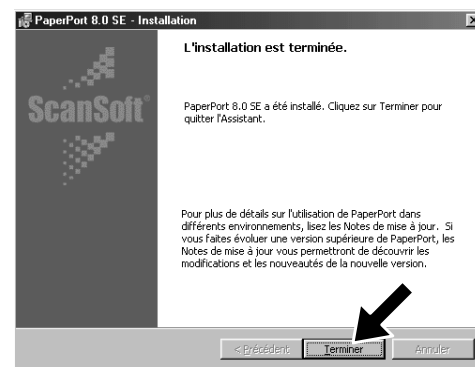 PaperPort 8.0 SE - Installation
L'installation est terminée.
ScanSoft®
PaperPort 8.0 SE a été installé. Cliquez sur Terminer pour
quitter l'Assistant.
Pour plus de détails sur l'utilisation de PaperPort dans
différents environnements, lisez les Notes de mise à jour. Si
vous faites évoluer une version supérieure de PaperPort, les
Notes de mise à jour vous permettront de découvrir les
modifications et les nouveautés de la nouvelle version.
< Précédent Terminer Annuler